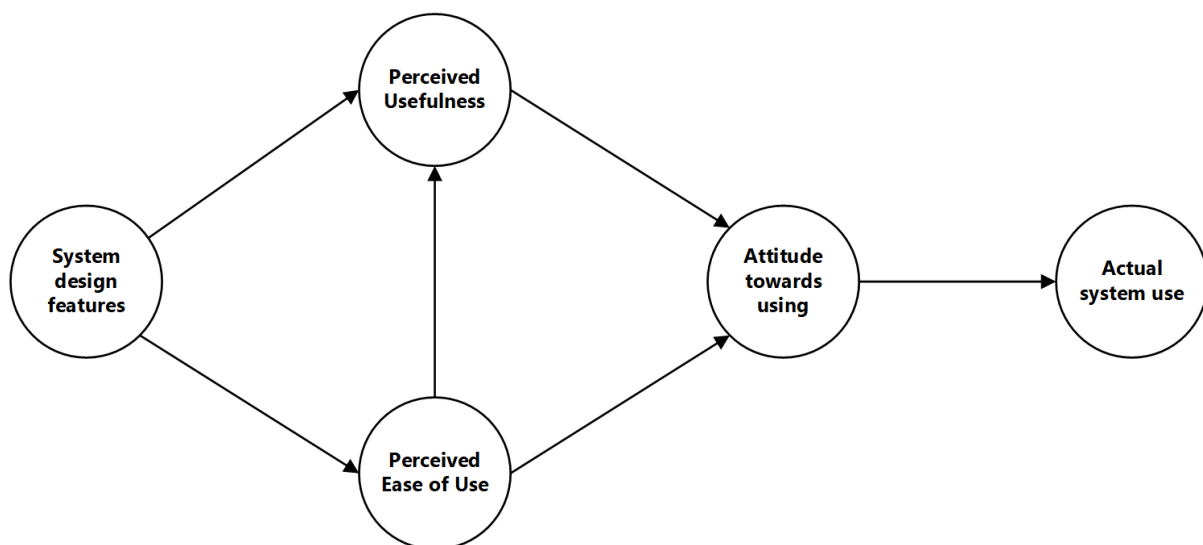 Perceived
Usefulness
System
design
features
Attitude
towards
using
Actual
system use
Perceived
Ease of Use